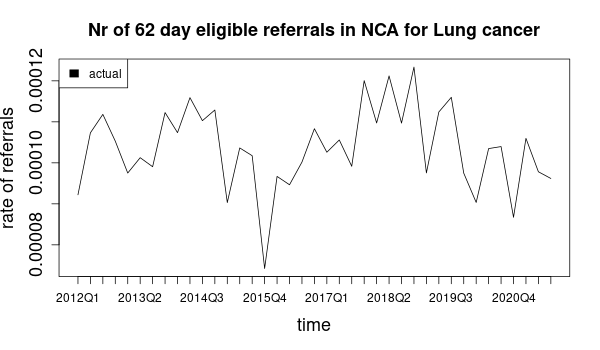 Nr of 62 day eligible referrals in NCA for Lung cancer
actual
rate of referrals
0.00012
0.00010
0.00008
2012Q1 2013Q2 2014Q3 2015Q4 2017Q1 2018Q2 2019Q3 2020Q4
time